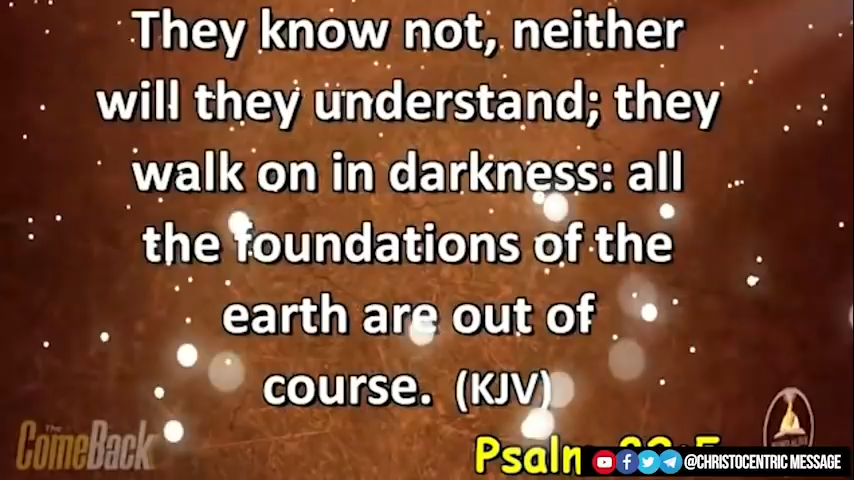 They know not, neither
will they understand; they
walk on in darkness: all
the foundations of the
earth are out of
course. (KJV)
The
ComeBack
@CHRISTOCENTRIC MESSAGE